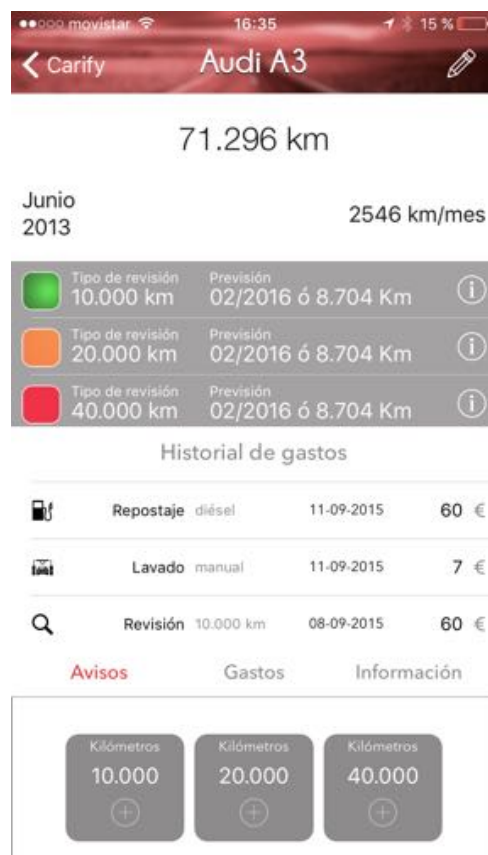 movistar 16:35 15 %
Carify Audi A3
71.296 km
Junio
2013
2546 km/mes
Tipo de revisión Previsión
10.000 km 02/2016 ó 8.704 Km
Tipo de revisión Previsión
20.000 km 02/2016 ó 8.704 Km
Tipo de revisión Previsión
40.000 km 02/2016 ó 8.704 Km
Historial de gastos
Repostaje diésel 11-09-2015 60 €
Lavado manual 11-09-2015 7 €
Revisión 10.000 km 08-09-2015 60 €
Avisos Gastos Información
Kilómetros Kilómetros Kilómetros
10.000 20.000 40.000